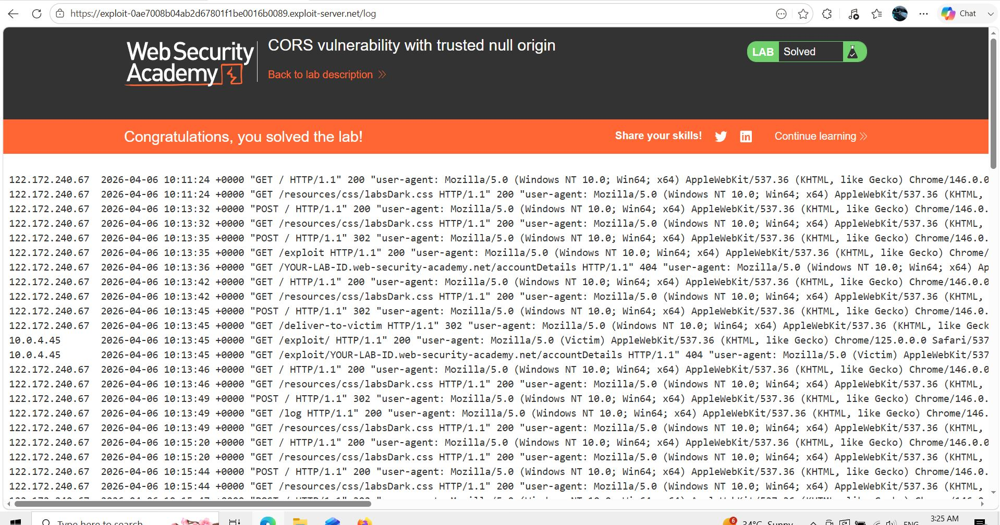 https://exploit-0ae7008b04ab2d67801f1be0016b0089.exploit-server.net/log
Chat
Web Security Academy
CORS vulnerability with trusted null origin
Back to lab description
LAB Solved
Congratulations, you solved the lab!
Share your skills!
Continue learning
122.172.240.67 2026-04-06 10:11:24 +0000 "GET / HTTP/1.1" 200 "user-agent: Mozilla/5.0 (Windows NT 10.0; Win64; x64) AppleWebKit/537.36 (KHTML, like Gecko) Chrome/146.0.0
122.172.240.67 2026-04-06 10:11:24 +0000 "GET /resources/css/labsDark.css HTTP/1.1" 200 "user-agent: Mozilla/5.0 (Windows NT 10.0; Win64; x64) AppleWebKit/537.36 (KHTML,
122.172.240.67 2026-04-06 10:13:32 +0000 "POST / HTTP/1.1" 200 "user-agent: Mozilla/5.0 (Windows NT 10.0; Win64; x64) AppleWebKit/537.36 (KHTML, like Gecko) Chrome/146.0.
122.172.240.67 2026-04-06 10:13:32 +0000 "GET /resources/css/labsDark.css HTTP/1.1" 200 "user-agent: Mozilla/5.0 (Windows NT 10.0; Win64; x64) AppleWebKit/537.36 (KHTML,
122.172.240.67 2026-04-06 10:13:35 +0000 "POST / HTTP/1.1" 302 "user-agent: Mozilla/5.0 (Windows NT 10.0; Win64; x64) AppleWebKit/537.36 (KHTML, like Gecko) Chrome/146.0.
122.172.240.67 2026-04-06 10:13:35 +0000 "GET /exploit HTTP/1.1" 200 "user-agent: Mozilla/5.0 (Windows NT 10.0; Win64; x64) AppleWebKit/537.36 (KHTML, like Gecko) Chrome/
122.172.240.67 2026-04-06 10:13:36 +0000 "GET /YOUR-LAB-ID.web-security-academy.net/accountDetails HTTP/1.1" 404 "user-agent: Mozilla/5.0 (Windows NT 10.0; Win64; x64) Ap
122.172.240.67 2026-04-06 10:13:42 +0000 "GET / HTTP/1.1" 200 "user-agent: Mozilla/5.0 (Windows NT 10.0; Win64; x64) AppleWebKit/537.36 (KHTML, like Gecko) Chrome/146.0.0
122.172.240.67 2026-04-06 10:13:42 +0000 "GET /resources/css/labsDark.css HTTP/1.1" 200 "user-agent: Mozilla/5.0 (Windows NT 10.0; Win64; x64) AppleWebKit/537.36 (KHTML,
122.172.240.67 2026-04-06 10:13:45 +0000 "POST / HTTP/1.1" 302 "user-agent: Mozilla/5.0 (Windows NT 10.0; Win64; x64) AppleWebKit/537.36 (KHTML, like Gecko) Chrome/146.0.
122.172.240.67 2026-04-06 10:13:45 +0000 "GET /deliver-to-victim HTTP/1.1" 302 "user-agent: Mozilla/5.0 (Windows NT 10.0; Win64; x64) AppleWebKit/537.36 (KHTML, like Geck
10.0.4.45 2026-04-06 10:13:45 +0000 "GET /exploit/ HTTP/1.1" 200 "user-agent: Mozilla/5.0 (Victim) AppleWebKit/537.36 (KHTML, like Gecko) Chrome/125.0.0.0 Safari/537
10.0.4.45 2026-04-06 10:13:45 +0000 "GET /exploit/YOUR-LAB-ID.web-security-academy.net/accountDetails HTTP/1.1" 404 "user-agent: Mozilla/5.0 (Victim) AppleWebKit/537
122.172.240.67 2026-04-06 10:13:46 +0000 "GET / HTTP/1.1" 200 "user-agent: Mozilla/5.0 (Windows NT 10.0; Win64; x64) AppleWebKit/537.36 (KHTML, like Gecko) Chrome/146.0.0
122.172.240.67 2026-04-06 10:13:46 +0000 "GET /resources/css/labsDark.css HTTP/1.1" 200 "user-agent: Mozilla/5.0 (Windows NT 10.0; Win64; x64) AppleWebKit/537.36 (KHTML,
122.172.240.67 2026-04-06 10:13:49 +0000 "POST / HTTP/1.1" 302 "user-agent: Mozilla/5.0 (Windows NT 10.0; Win64; x64) AppleWebKit/537.36 (KHTML, like Gecko) Chrome/146.0.
122.172.240.67 2026-04-06 10:13:49 +0000 "GET /log HTTP/1.1" 200 "user-agent: Mozilla/5.0 (Windows NT 10.0; Win64; x64) AppleWebKit/537.36 (KHTML, like Gecko) Chrome/146.
122.172.240.67 2026-04-06 10:13:49 +0000 "GET /resources/css/labsDark.css HTTP/1.1" 200 "user-agent: Mozilla/5.0 (Windows NT 10.0; Win64; x64) AppleWebKit/537.36 (KHTML,
122.172.240.67 2026-04-06 10:15:20 +0000 "GET / HTTP/1.1" 200 "user-agent: Mozilla/5.0 (Windows NT 10.0; Win64; x64) AppleWebKit/537.36 (KHTML, like Gecko) Chrome/146.0.0
122.172.240.67 2026-04-06 10:15:20 +0000 "GET /resources/css/labsDark.css HTTP/1.1" 200 "user-agent: Mozilla/5.0 (Windows NT 10.0; Win64; x64) AppleWebKit/537.36 (KHTML,
122.172.240.67 2026-04-06 10:15:44 +0000 "POST / HTTP/1.1" 200 "user-agent: Mozilla/5.0 (Windows NT 10.0; Win64; x64) AppleWebKit/537.36 (KHTML, like Gecko) Chrome/146.0.
122.172.240.67 2026-04-06 10:15:44 +0000 "GET /resources/css/labsDark.css HTTP/1.1" 200 "user-agent: Mozilla/5.0 (Windows NT 10.0; Win64; x64) AppleWebKit/537.36 (KHTML,
Type here to search
6
34°C Sunny
ENG
3:25 AM